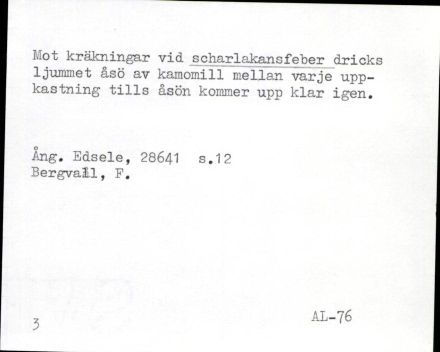 Mot kräkningar vid scharlakansfeber dricks
ljummet åsö av kamomill mellan varje upp-
kastning tills åsön kommer upp klar igen.
Ång. Edsele, 28641 s.12
Bergvall, F.
3
AL-76